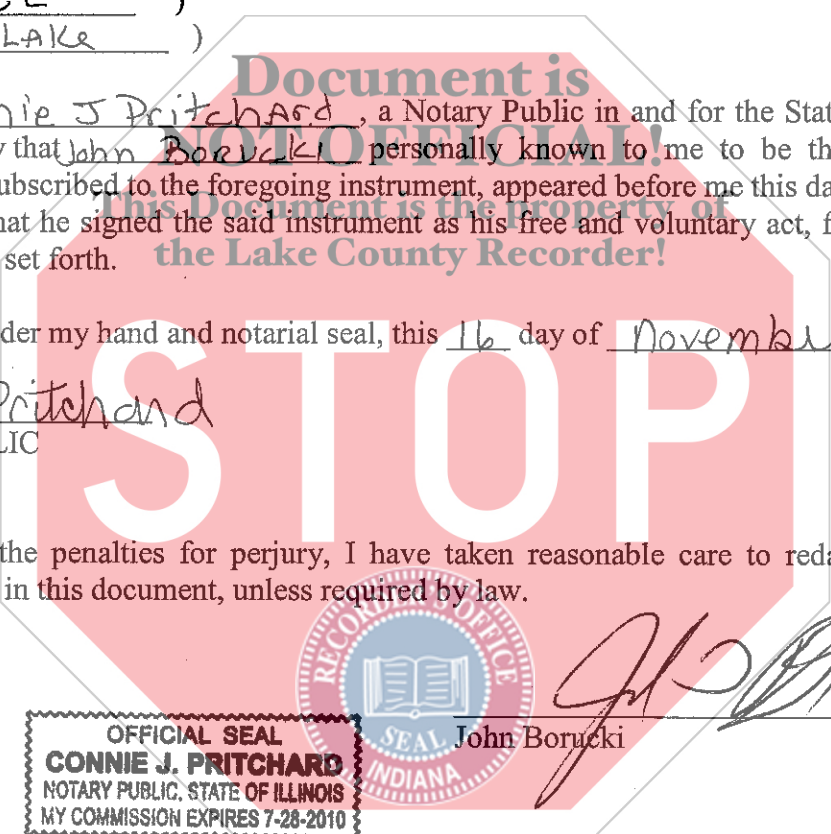 LAKE )
nie J Pritchard, a Notary Public in and for the Stat
y that John Borucki personally known to me to be th
ubscribed to the foregoing instrument, appeared before me this da
hat he signed the said instrument as his free and voluntary act, f
set forth.
Document is
NOT OFFICIAL!
This Document is the property of
the Lake County Recorder!
der my hand and notarial seal, this 16 day of Novembe
STOP
Pritchard
LIC
the penalties for perjury, I have taken reasonable care to reda
in this document, unless required by law.
RECORDER'S OFFICE
SEAL
INDIANA
John Borucki
OFFICIAL SEAL
CONNIE J. PRITCHARD
NOTARY PUBLIC, STATE OF ILLINOIS
MY COMMISSION EXPIRES 7-28-2010